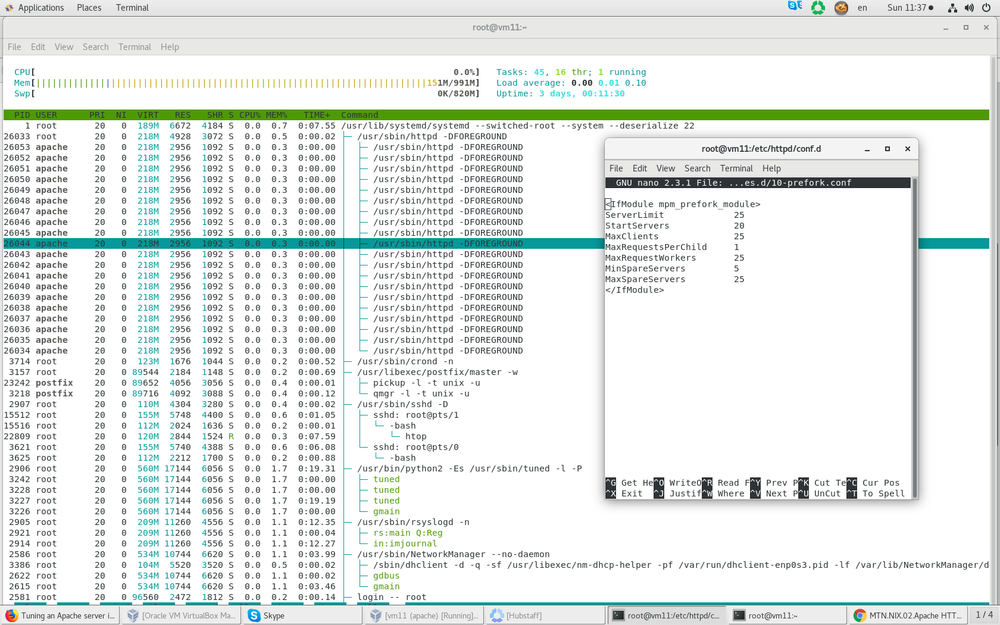 Applications Places Terminal en Sun 11:37
root@vm11:~
File Edit View Search Terminal Help
CPU[ 0.0%] Tasks: 45, 16 thr; 1 running
Mem[||||||||||||||||||||||||||||||||||||||||||||||||||||||||||||||||||||||||||151M/991M] Load average: 0.00 0.01 0.10
Swp[ 0K/820M] Uptime: 3 days, 00:11:30
PID USER PRI NI VIRT RES SHR S CPU% MEM% TIME+ Command
1 root 20 0 189M 6672 4184 S 0.0 0.7 0:07.55 /usr/lib/systemd/systemd --switched-root --system --deserialize 22
26033 root 20 0 218M 4928 3072 S 0.0 0.5 0:00.02 ├─ /usr/sbin/httpd -DFOREGROUND
26053 apache 20 0 218M 2956 1092 S 0.0 0.3 0:00.00 │ ├─ /usr/sbin/httpd -DFOREGROUND
26052 apache 20 0 218M 2956 1092 S 0.0 0.3 0:00.00 │ ├─ /usr/sbin/httpd -DFOREGROUND
26051 apache 20 0 218M 2956 1092 S 0.0 0.3 0:00.00 │ ├─ /usr/sbin/httpd -DFOREGROUND
26050 apache 20 0 218M 2956 1092 S 0.0 0.3 0:00.00 │ ├─ /usr/sbin/httpd -DFOREGROUND
26049 apache 20 0 218M 2956 1092 S 0.0 0.3 0:00.00 │ ├─ /usr/sbin/httpd -DFOREGROUND
26048 apache 20 0 218M 2956 1092 S 0.0 0.3 0:00.00 │ ├─ /usr/sbin/httpd -DFOREGROUND
26047 apache 20 0 218M 2956 1092 S 0.0 0.3 0:00.00 │ ├─ /usr/sbin/httpd -DFOREGROUND
26046 apache 20 0 218M 2956 1092 S 0.0 0.3 0:00.00 │ ├─ /usr/sbin/httpd -DFOREGROUND
26045 apache 20 0 218M 2956 1092 S 0.0 0.3 0:00.00 │ ├─ /usr/sbin/httpd -DFOREGROUND
26044 apache 20 0 218M 2956 1092 S 0.0 0.3 0:00.00 │ ├─ /usr/sbin/httpd -DFOREGROUND
26043 apache 20 0 218M 2956 1092 S 0.0 0.3 0:00.00 │ ├─ /usr/sbin/httpd -DFOREGROUND
26042 apache 20 0 218M 2956 1092 S 0.0 0.3 0:00.00 │ ├─ /usr/sbin/httpd -DFOREGROUND
26041 apache 20 0 218M 2956 1092 S 0.0 0.3 0:00.00 │ ├─ /usr/sbin/httpd -DFOREGROUND
26040 apache 20 0 218M 2956 1092 S 0.0 0.3 0:00.00 │ ├─ /usr/sbin/httpd -DFOREGROUND
26039 apache 20 0 218M 2956 1092 S 0.0 0.3 0:00.00 │ ├─ /usr/sbin/httpd -DFOREGROUND
26038 apache 20 0 218M 2956 1092 S 0.0 0.3 0:00.00 │ ├─ /usr/sbin/httpd -DFOREGROUND
26037 apache 20 0 218M 2956 1092 S 0.0 0.3 0:00.00 │ ├─ /usr/sbin/httpd -DFOREGROUND
26036 apache 20 0 218M 2956 1092 S 0.0 0.3 0:00.00 │ ├─ /usr/sbin/httpd -DFOREGROUND
26035 apache 20 0 218M 2956 1092 S 0.0 0.3 0:00.00 │ ├─ /usr/sbin/httpd -DFOREGROUND
26034 apache 20 0 218M 2956 1092 S 0.0 0.3 0:00.00 │ └─ /usr/sbin/httpd -DFOREGROUND
3714 root 20 0 123M 1676 1044 S 0.0 0.2 0:00.52 ├─ /usr/sbin/crond -n
3157 root 20 0 89544 2184 1148 S 0.0 0.2 0:00.69 ├─ /usr/libexec/postfix/master -w
23242 postfix 20 0 89652 4056 3056 S 0.0 0.4 0:00.01 │ ├─ pickup -l -t unix -u
3218 postfix 20 0 89716 4092 3088 S 0.0 0.4 0:00.12 │ └─ qmgr -l -t unix -u
2907 root 20 0 110M 4304 3280 S 0.0 0.4 0:00.02 ├─ /usr/sbin/sshd -D
15512 root 20 0 155M 5748 4400 S 0.0 0.6 0:01.05 │ ├─ sshd: root@pts/1
15516 root 20 0 112M 2024 1636 S 0.0 0.2 0:00.01 │ │ └─ -bash
22809 root 20 0 120M 2844 1524 R 0.0 0.3 0:07.59 │ │ └─ htop
3621 root 20 0 155M 5740 4388 S 0.0 0.6 0:06.08 │ └─ sshd: root@pts/0
3625 root 20 0 112M 2212 1700 S 0.0 0.2 0:00.88 │ └─ -bash
2906 root 20 0 560M 17144 6056 S 0.0 1.7 0:19.31 ├─ /usr/bin/python2 -Es /usr/sbin/tuned -l -P
3242 root 20 0 560M 17144 6056 S 0.0 1.7 0:00.00 │ ├─ tuned
3228 root 20 0 560M 17144 6056 S 0.0 1.7 0:00.00 │ ├─ tuned
3227 root 20 0 560M 17144 6056 S 0.0 1.7 0:19.19 │ ├─ tuned
3226 root 20 0 560M 17144 6056 S 0.0 1.7 0:00.00 │ └─ gmain
2905 root 20 0 209M 11260 4556 S 0.0 1.1 0:12.35 ├─ /usr/sbin/rsyslogd -n
2921 root 20 0 209M 11260 4556 S 0.0 1.1 0:00.04 │ ├─ rs:main Q:Reg
2914 root 20 0 209M 11260 4556 S 0.0 1.1 0:12.27 │ └─ in:imjournal
2586 root 20 0 534M 10744 6620 S 0.0 1.1 0:03.99 ├─ /usr/sbin/NetworkManager --no-daemon
3386 root 20 0 104M 5520 3520 S 0.0 0.5 0:00.02 │ ├─ /sbin/dhclient -d -q -sf /usr/libexec/nm-dhcp-helper -pf /var/run/dhclient-enp0s3.pid -lf /var/lib/NetworkManager/d
2622 root 20 0 534M 10744 6620 S 0.0 1.1 0:00.02 │ ├─ gdbus
2615 root 20 0 534M 10744 6620 S 0.0 1.1 0:03.46 │ └─ gmain
2581 root 20 0 96560 2472 1812 S 0.0 0.2 0:00.14 ├─ login -- root
root@vm11:/etc/httpd/conf.d
File Edit View Search Terminal Help
GNU nano 2.3.1 File: ...es.d/10-prefork.conf
<IfModule mpm_prefork_module>
ServerLimit 25
StartServers 20
MaxClients 25
MaxRequestsPerChild 1
MaxRequestWorkers 25
MinSpareServers 5
MaxSpareServers 25
</IfModule>
^G Get He^O WriteO^R Read F^Y Prev P^K Cut Te^C Cur Pos
^X Exit ^J Justif^W Where ^V Next P^U UnCut ^T To Spell
Tuning an Apache server i... [Oracle VM VirtualBox Ma... Skype [vm11 (apache) [Running]... [Hubstaff] root@vm11:/etc/httpd/c... root@vm11:~ MTN.NIX.02.Apache HTT... 1 / 4